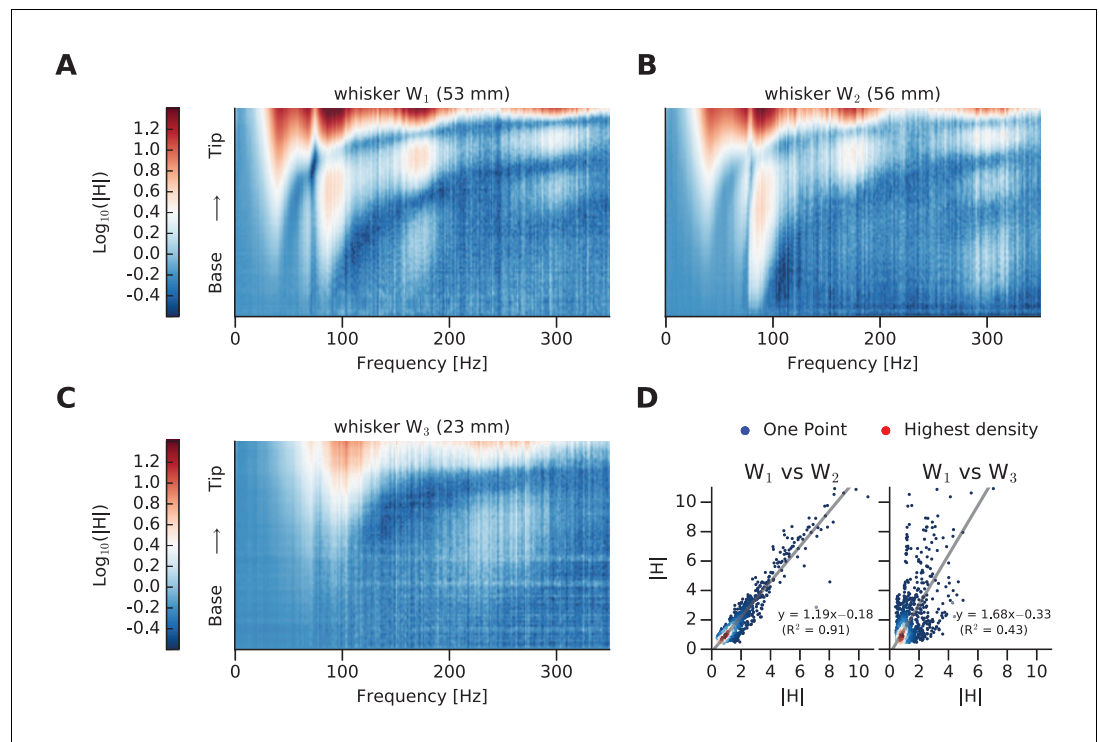 A
whisker W₁ (53 mm)
1.2
1.0
0.8
0.6
0.4
0.2
0.0
-0.2
-0.4
Log₁₀(|H|)
Base → Tip
0 100 200 300
Frequency [Hz]
B
whisker W₂ (56 mm)
0 100 200 300
Frequency [Hz]
C
whisker W₃ (23 mm)
1.2
1.0
0.8
0.6
0.4
0.2
0.0
-0.2
-0.4
Log₁₀(|H|)
Base → Tip
0 100 200 300
Frequency [Hz]
D
One Point Highest density
W₁ vs W₂
10
8
6
4
2
0
|H|
y = 1.19x−0.18
(R² = 0.91)
0 2 4 6 8 10
|H|
W₁ vs W₃
y = 1.68x−0.33
(R² = 0.43)
0 2 4 6 8 10
|H|